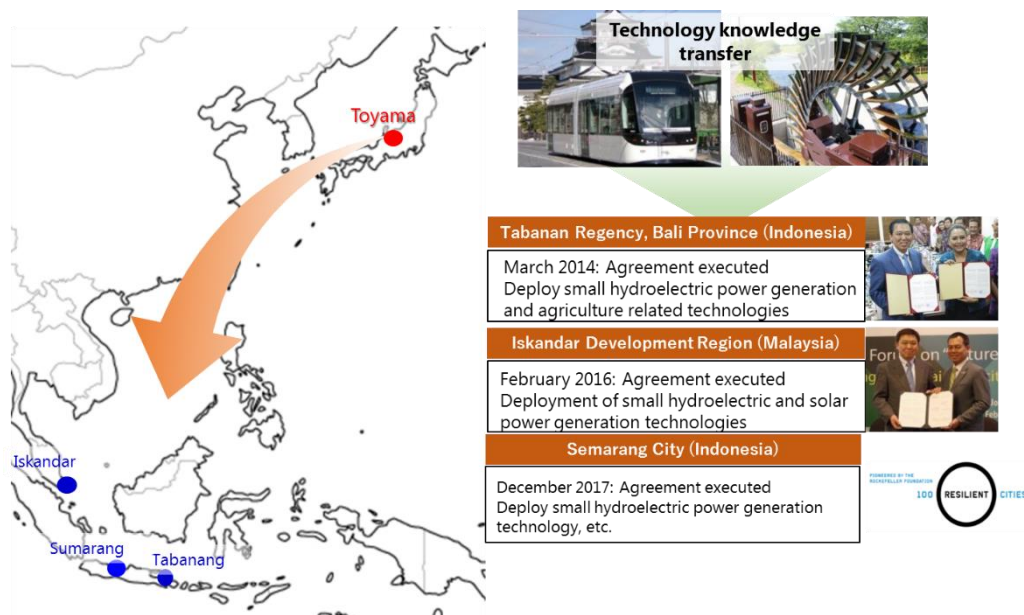 Toyama
Iskandar
Sumarang
Tabanang
Technology knowledge
transfer
Tabanan Regency, Bali Province (Indonesia)
March 2014: Agreement executed
Deploy small hydroelectric power generation
and agriculture related technologies
Iskandar Development Region (Malaysia)
February 2016: Agreement executed
Deployment of small hydroelectric and solar
power generation technologies
Forum on
Semarang City (Indonesia)
December 2017: Agreement executed
Deploy small hydroelectric power generation
technology, etc.
PIONEERED BY THE
ROCKEFELLER FOUNDATION
100 RESILIENT CITIES